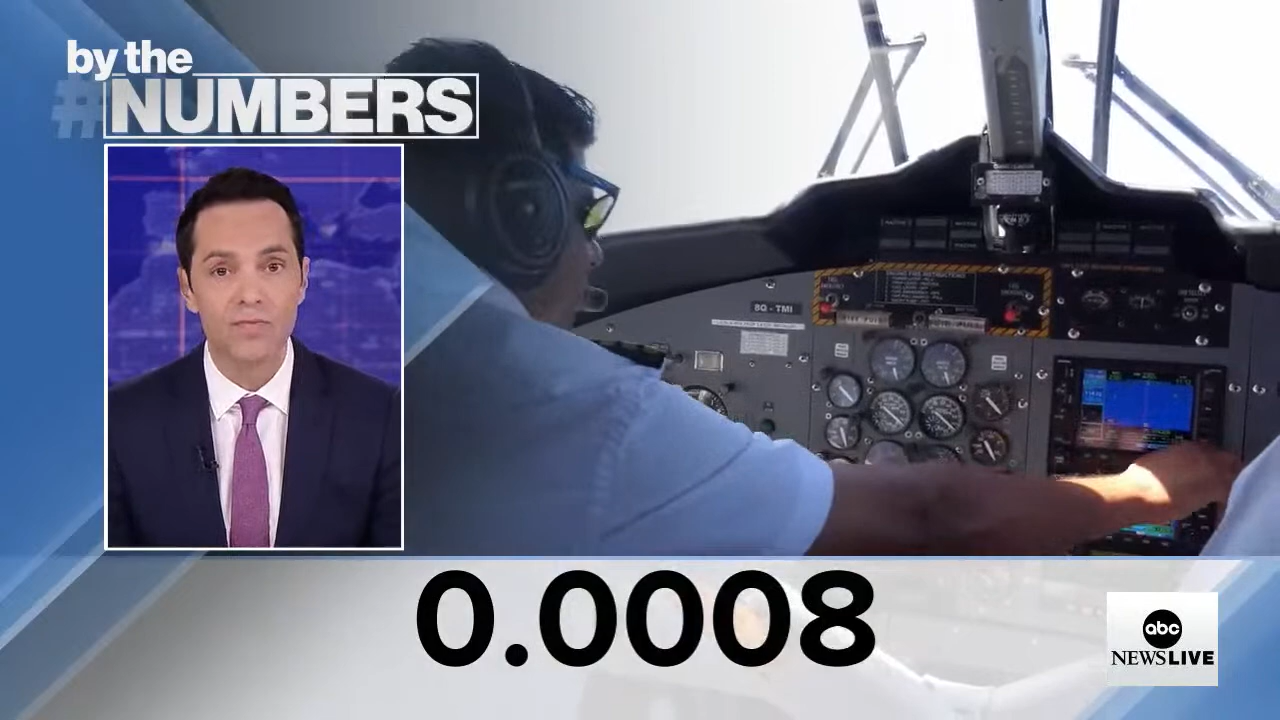 by the
#NUMBERS
8Q - TMI
0.0008
abc
NEWS LIVE